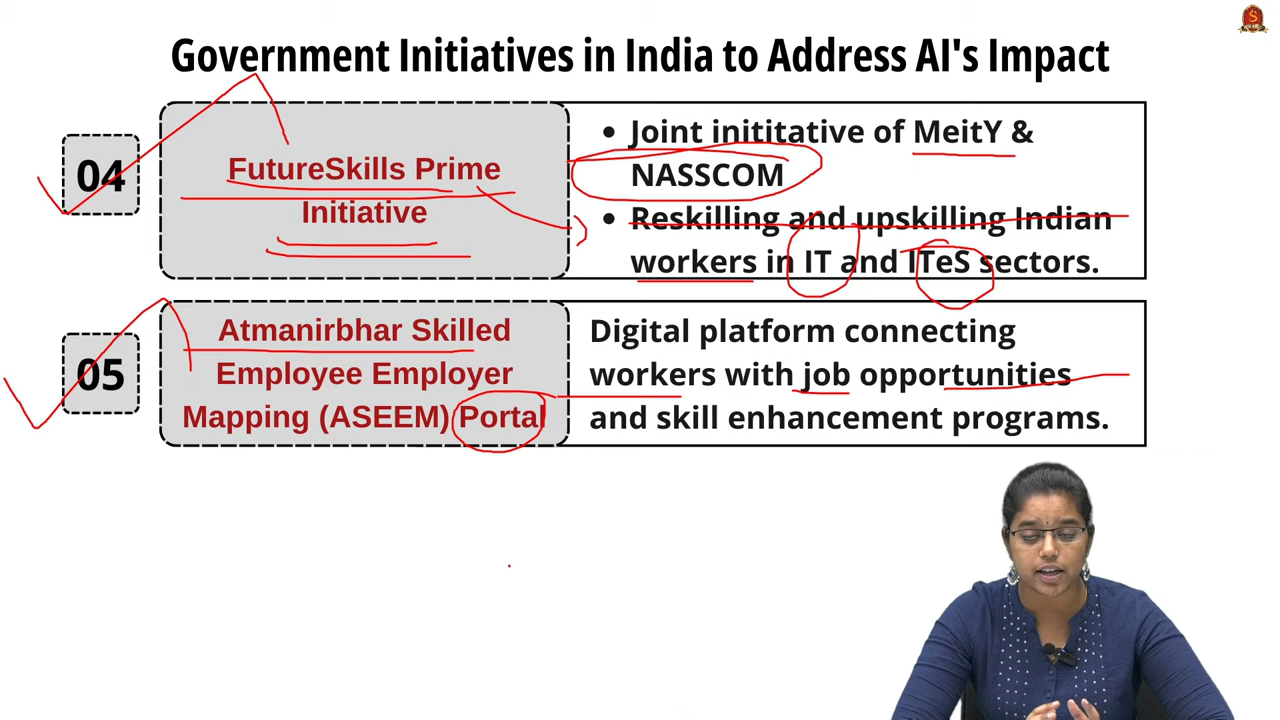 Government Initiatives in India to Address AI's Impact
04
FutureSkills Prime
Initiative
• Joint inititative of MeitY &
NASSCOM
• Reskilling and upskilling Indian
workers in IT and ITeS sectors.
05
Atmanirbhar Skilled
Employee Employer
Mapping (ASEEM) Portal
Digital platform connecting
workers with job opportunities
and skill enhancement programs.